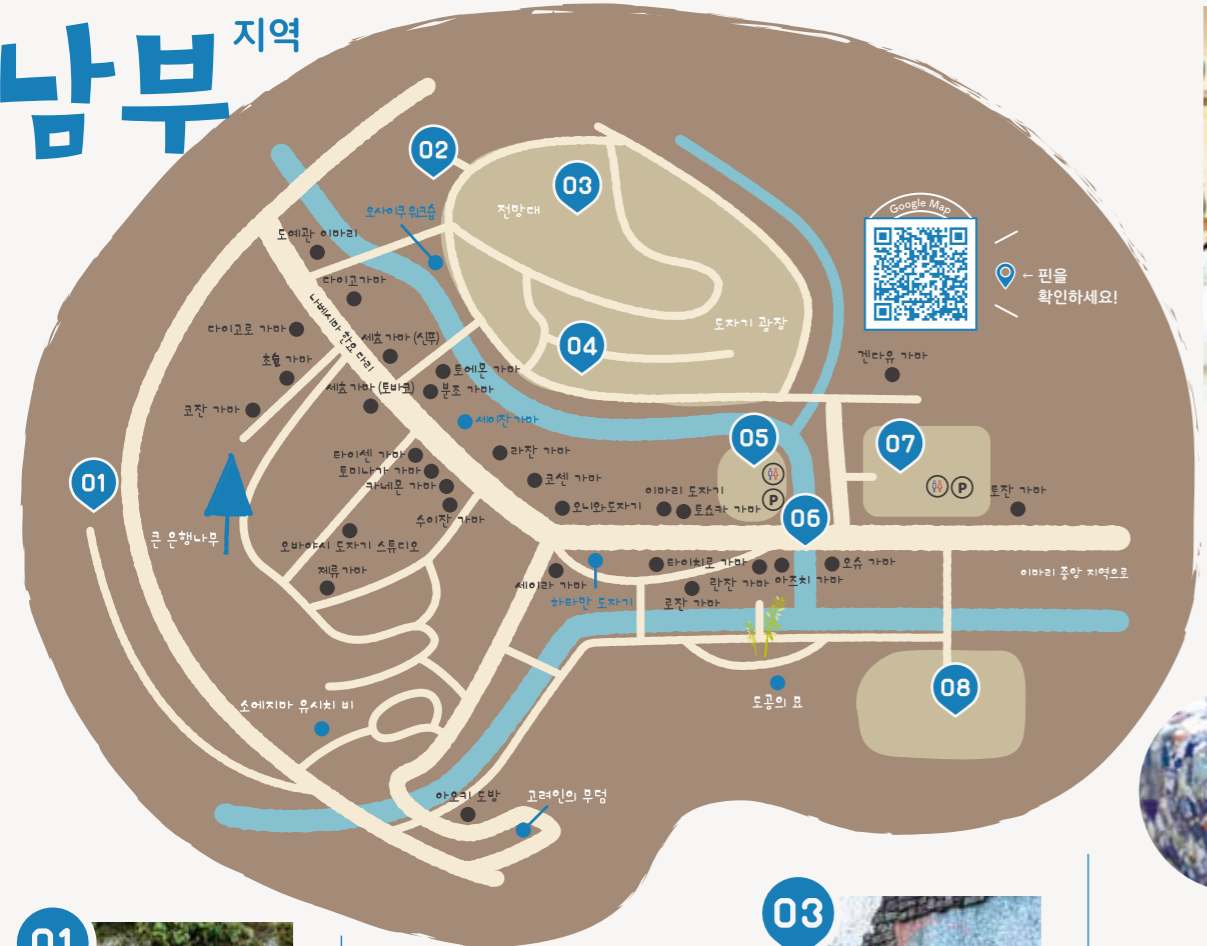 남부 지역
02
03
전망대
오사이쿠 워크숍
도예관 이마리
다이고가마
나베시마 한요 다리
다이고로 가마
세효 가마 (신푸)
초슌 가마
세효 가마 (토바코)
코잔 가마
토에몬 가마
분조 가마
세이잔 가마
04
도자기 광장
Google Map
← 핀을
확인하세요!
겐다유 가마
01
큰 은행나무
타이센 가마
토미나가 가마
카네몬 가마
수이잔 가마
라잔 가마
코센 가마
오니와도자기
이마리 도자기
토쇼카 가마
05
P
06
07
P
토잔 가마
오바야시 도자기 스튜디오
제류가마
세이라 가마
하타만 도자기
타이치로 가마
란잔 가마
아즈치 가마
로잔 가마
오슈 가마
이마리 중앙 지역으로
08
도공의 묘
소에지마 유시치 비
아오키 도방
고려인의 무덤
01
03